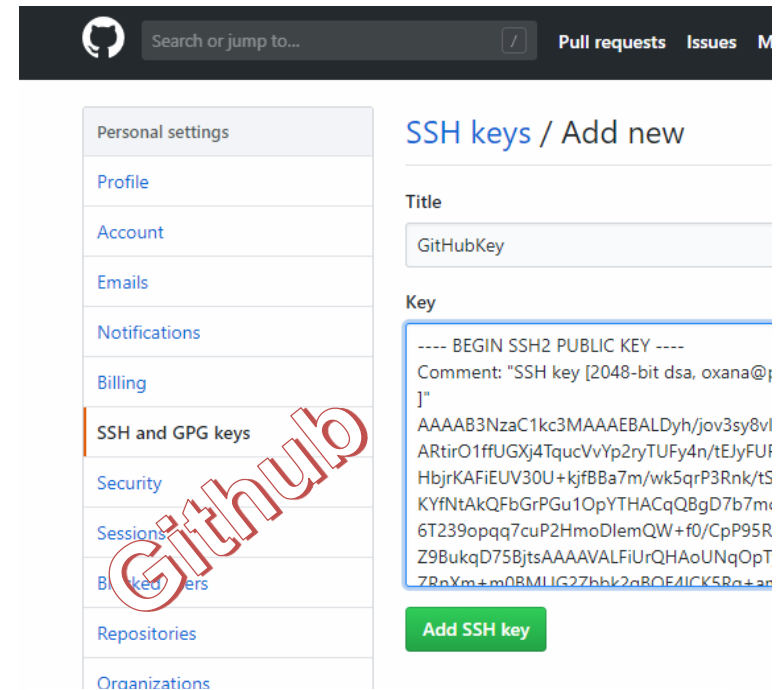 Search or jump to... /
Pull requests Issues M
Personal settings
Profile
Account
Emails
Notifications
Billing
SSH and GPG keys
Security
Sessions
Repositories
Organizations
Github
SSH keys / Add new
Title
GitHubKey
Key
---- BEGIN SSH2 PUBLIC KEY ----
Comment: "SSH key [2048-bit dsa, oxana@p
]"
AAAAB3NzaC1kc3MAAAEBALDyh/jov3sy8vl
ARtirO1ffUGXj4TqucVvYp2ryTUFy4n/tEJyFUF
HbjrKAFiEUV30U+kjfBBa7m/wk5qrP3Rnk/tS
KYfNtAkQFbGrPGu1OpYTHACqQBgD7b7mc
6T239opqq7cuP2HmoDlemQW+f0/CpP95R
Z9BukqD75BjtsAAAAVALFiUrQHAoUNqOpT
Add SSH key